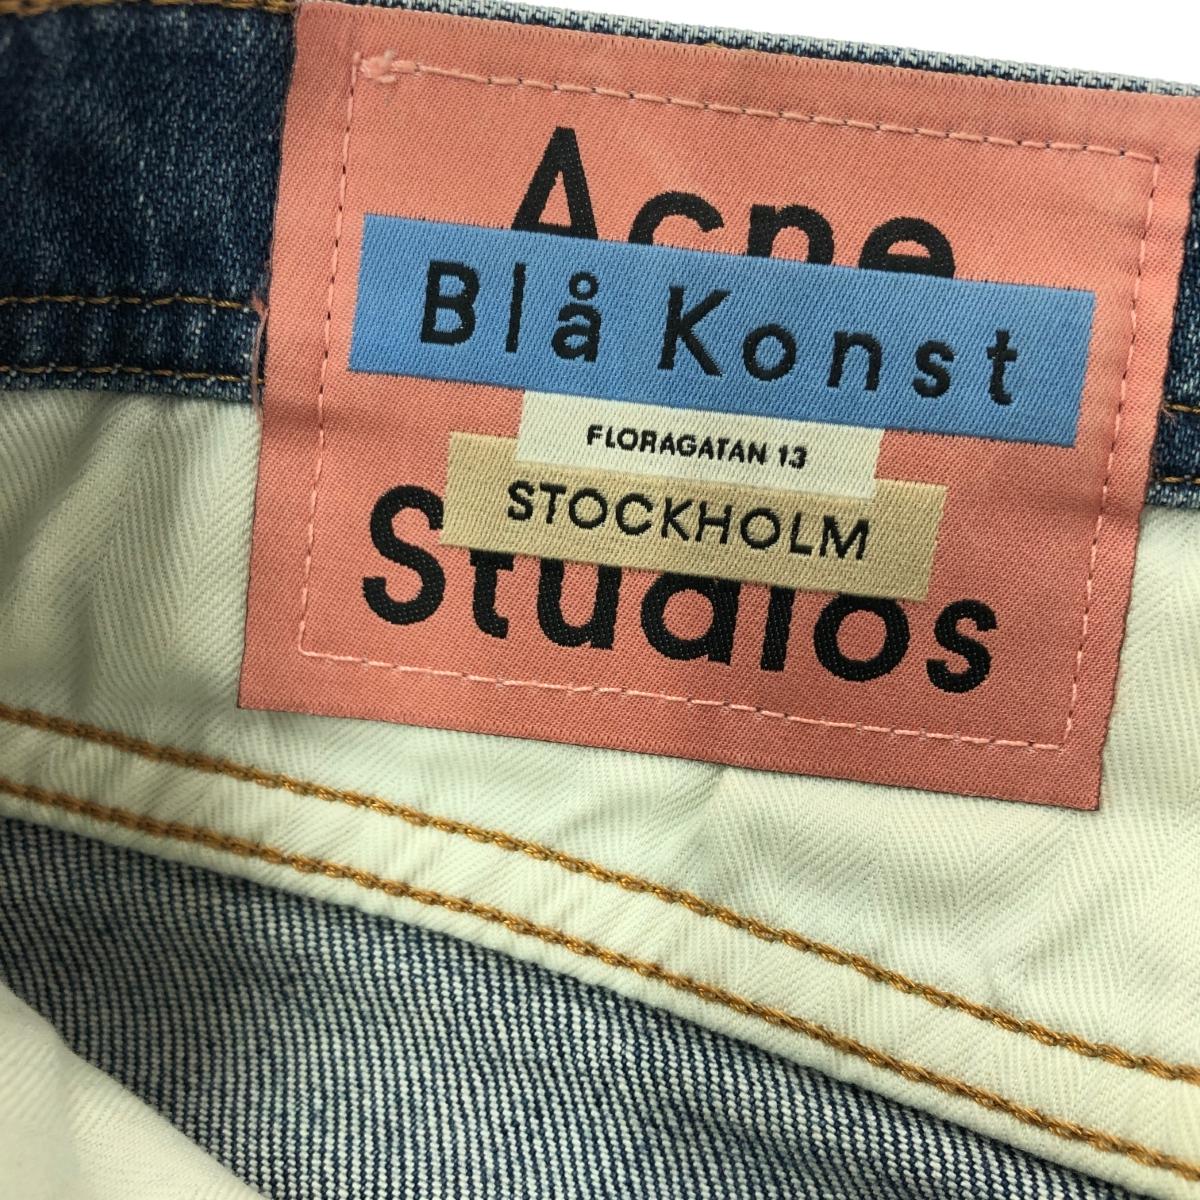 Acne
Blå Konst
FLORAGATAN 13
STOCKHOLM
Studios